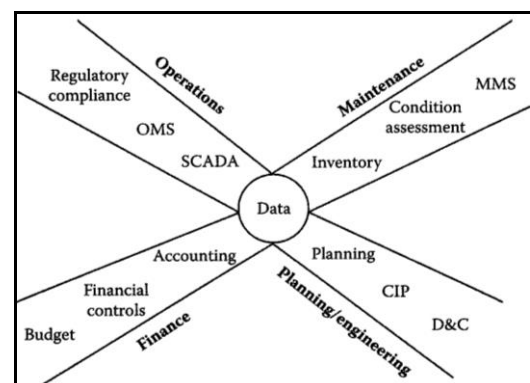 Operations
Regulatory
compliance
OMS
SCADA
Maintenance
MMS
Condition
assessment
Inventory
Data
Accounting
Financial
controls
Budget
Finance
Planning
CIP
D&C
Planning/engineering